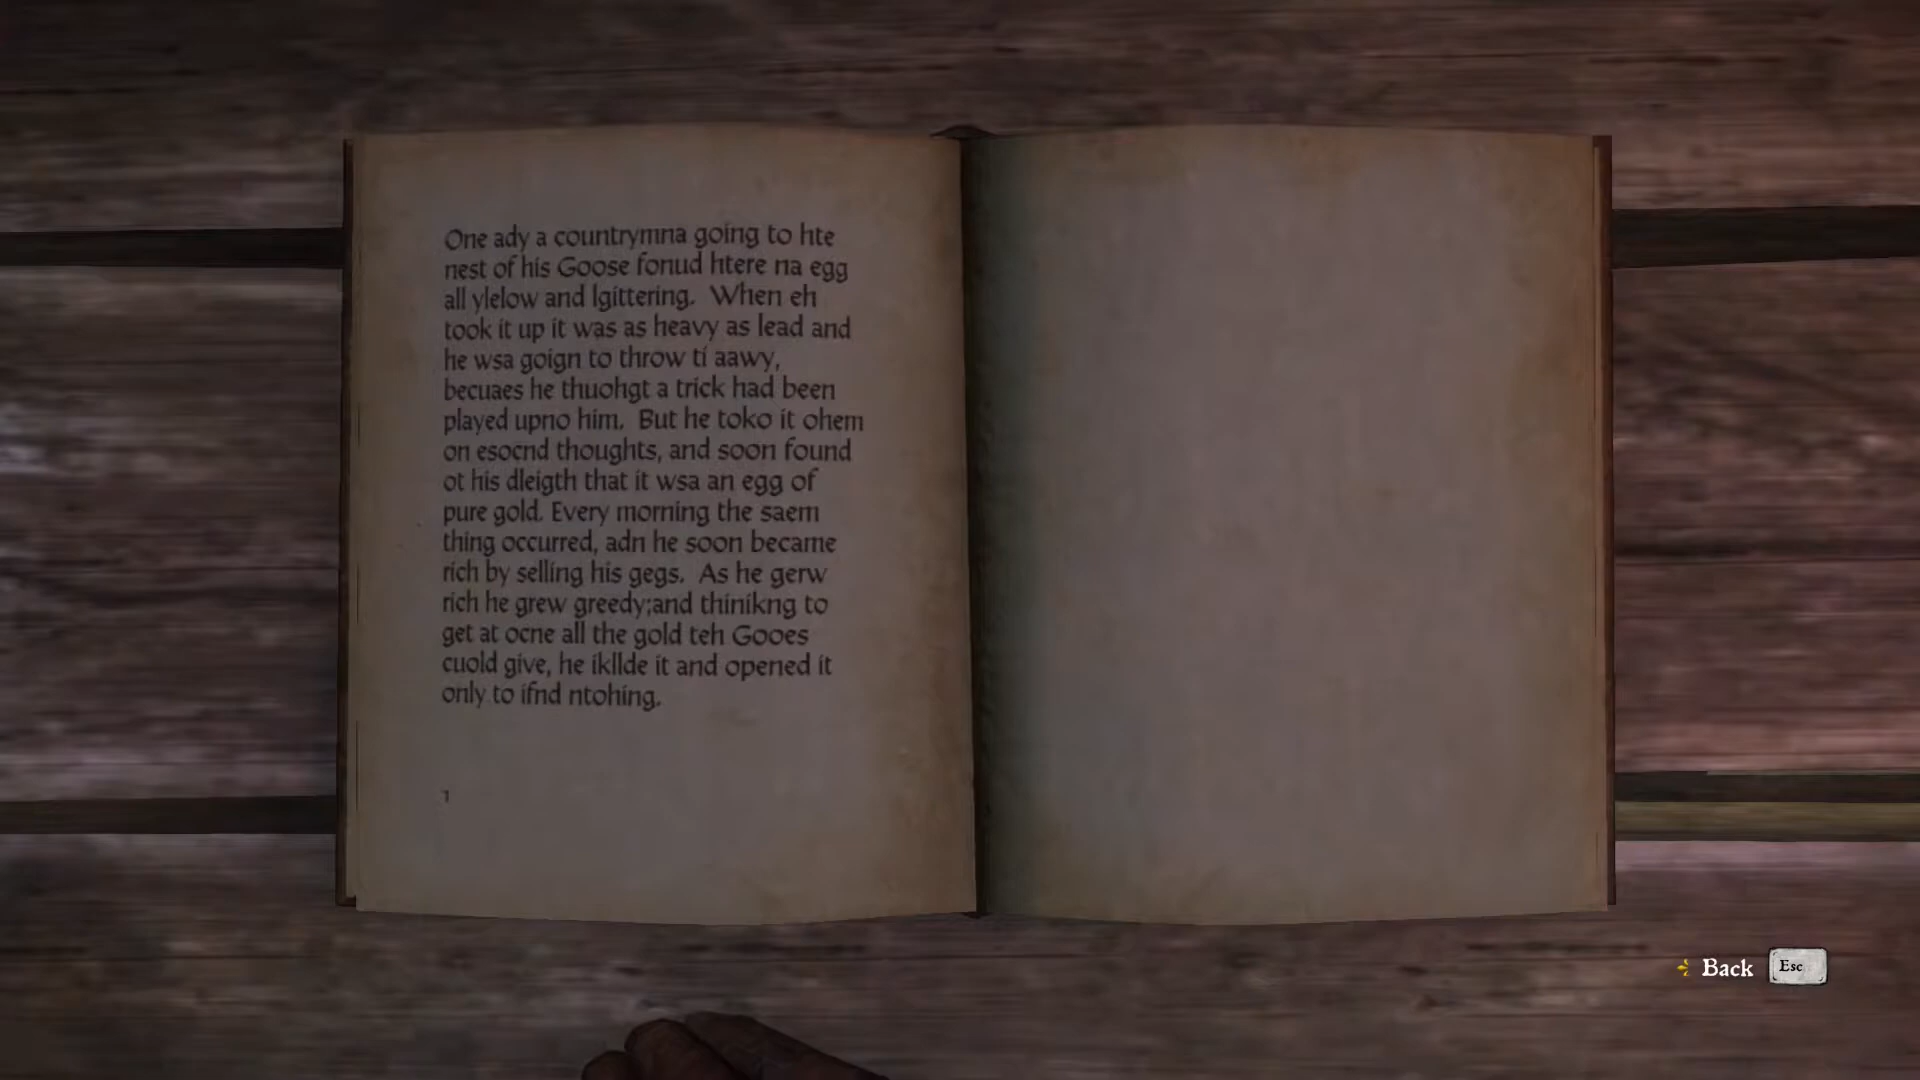 One ady a countrymna going to hte
nest of his Goose fonud htere na egg
all ylelow and lgittering.  When eh
took it up it was as heavy as lead and
he wsa goign to throw ti aawy,
becuaes he thuohgt a trick had been
played upno him.  But he toko it ohem
on esocnd thoughts, and soon found
ot his dleigth that it wsa an egg of
pure gold. Every morning the saem
thing occurred, adn he soon became
rich by selling his gegs.  As he gerw
rich he grew greedy;and thinikng to
get at ocne all the gold teh Gooes
cuold give, he ikllde it and opened it
only to ifnd ntohing.
1
Back Esc